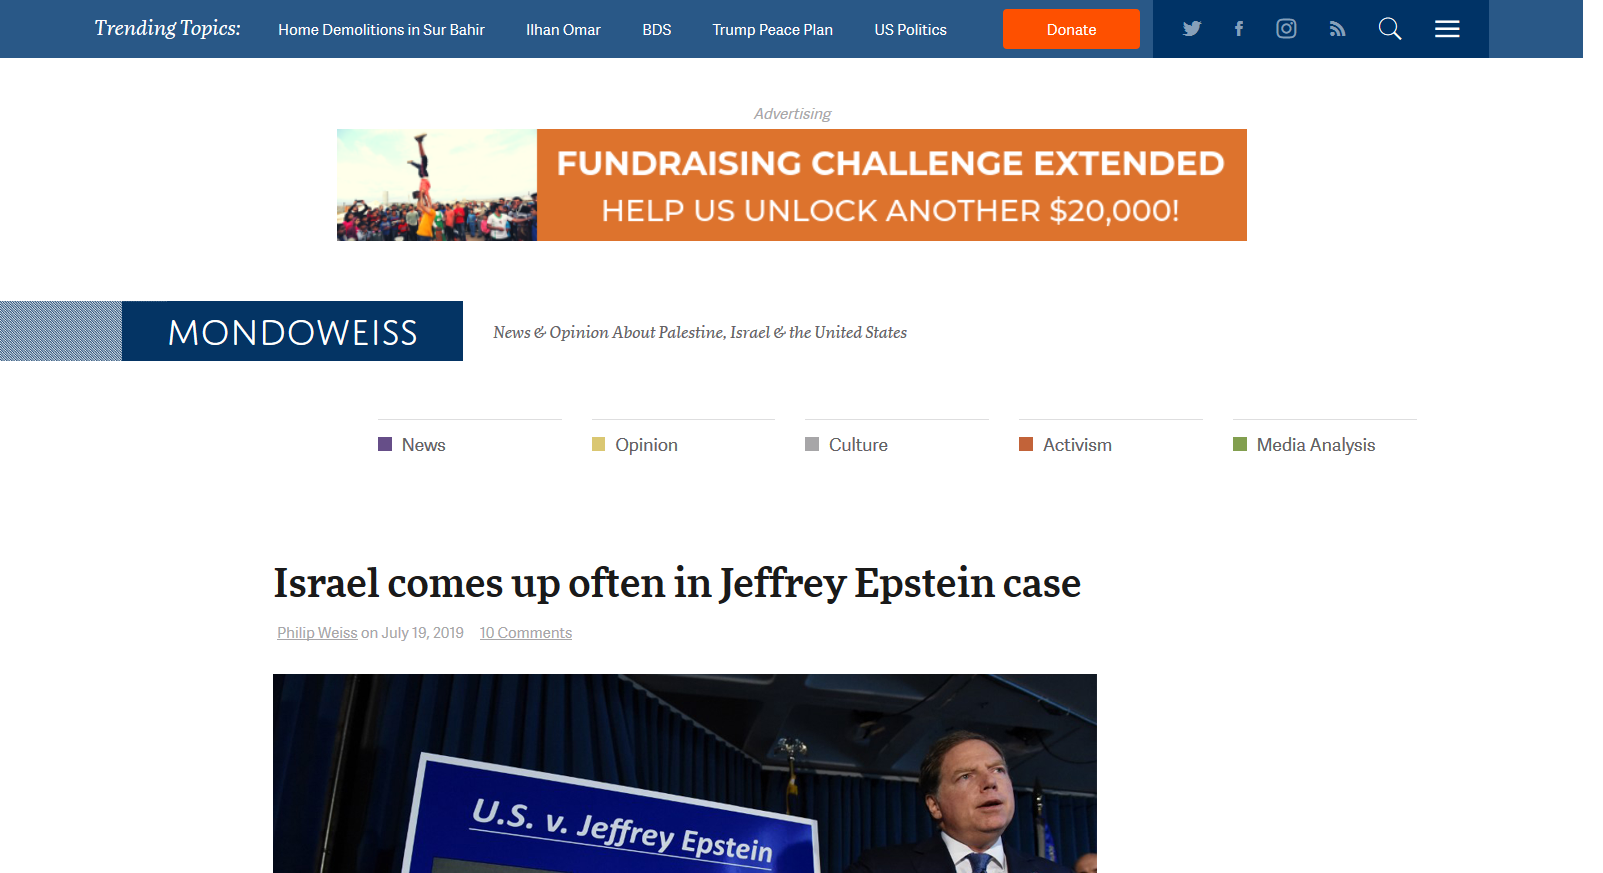 Trending Topics:
Home Demolitions in Sur Bahir
Ilhan Omar
BDS
Trump Peace Plan
US Politics
Donate
Advertising
FUNDRAISING CHALLENGE EXTENDED
HELP US UNLOCK ANOTHER $20,000!
MONDOWEISS
News & Opinion About Palestine, Israel & the United States
News
Opinion
Culture
Activism
Media Analysis
Israel comes up often in Jeffrey Epstein case
Philip Weiss on July 19, 2019
10 Comments
U.S. v. Jeffrey Epstein